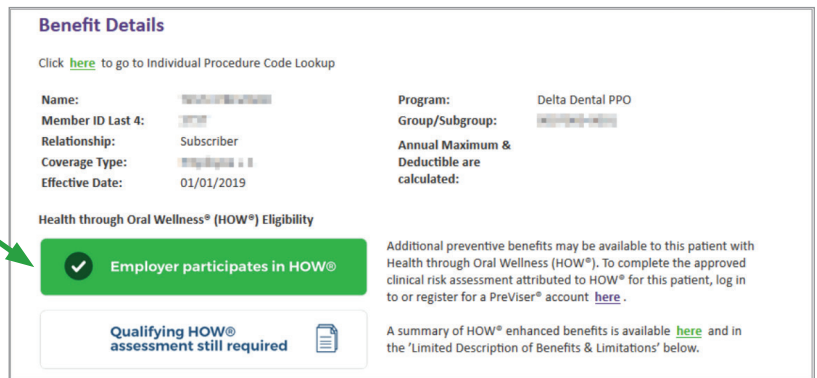 Benefit Details
Click here to go to Individual Procedure Code Lookup
Name:
Member ID Last 4:
Relationship: Subscriber
Coverage Type:
Effective Date: 01/01/2019
Program: Delta Dental PPO
Group/Subgroup:
Annual Maximum &
Deductible are
calculated:
Health through Oral Wellness® (HOW®) Eligibility
Employer participates in HOW®
Additional preventive benefits may be available to this patient with
Health through Oral Wellness (HOW®). To complete the approved
clinical risk assessment attributed to HOW® for this patient, log in
to or register for a PreViser® account here .
Qualifying HOW®
assessment still required
A summary of HOW® enhanced benefits is available here and in
the 'Limited Description of Benefits & Limitations' below.